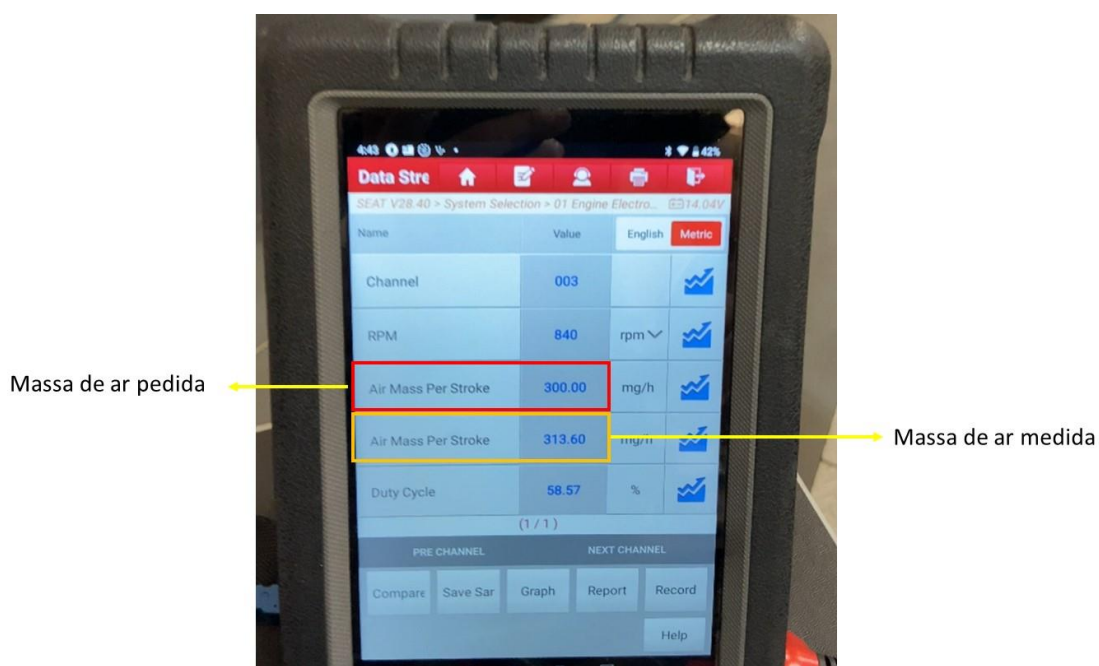 4:43 42%
Data Stre
SEAT V28.40 > System Selection > 01 Engine Electro... 14.04V
Name Value English Metric
Channel 003
RPM 840 rpm
Massa de ar pedida
Air Mass Per Stroke 300.00 mg/h
Air Mass Per Stroke 313.60 mg/h
Massa de ar medida
Duty Cycle 58.57 %
(1 / 1)
PRE CHANNEL NEXT CHANNEL
Compare Save Sar Graph Report Record
Help